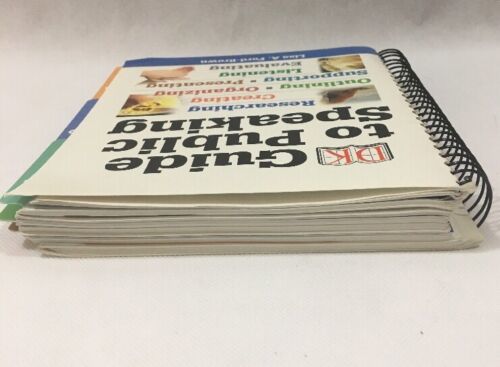 DK
Guide
to Public
Speaking
Researching
Creating
Outlining • Organizing
Supporting • Presenting
Listening
Evaluating
Lisa A. Ford-Brown